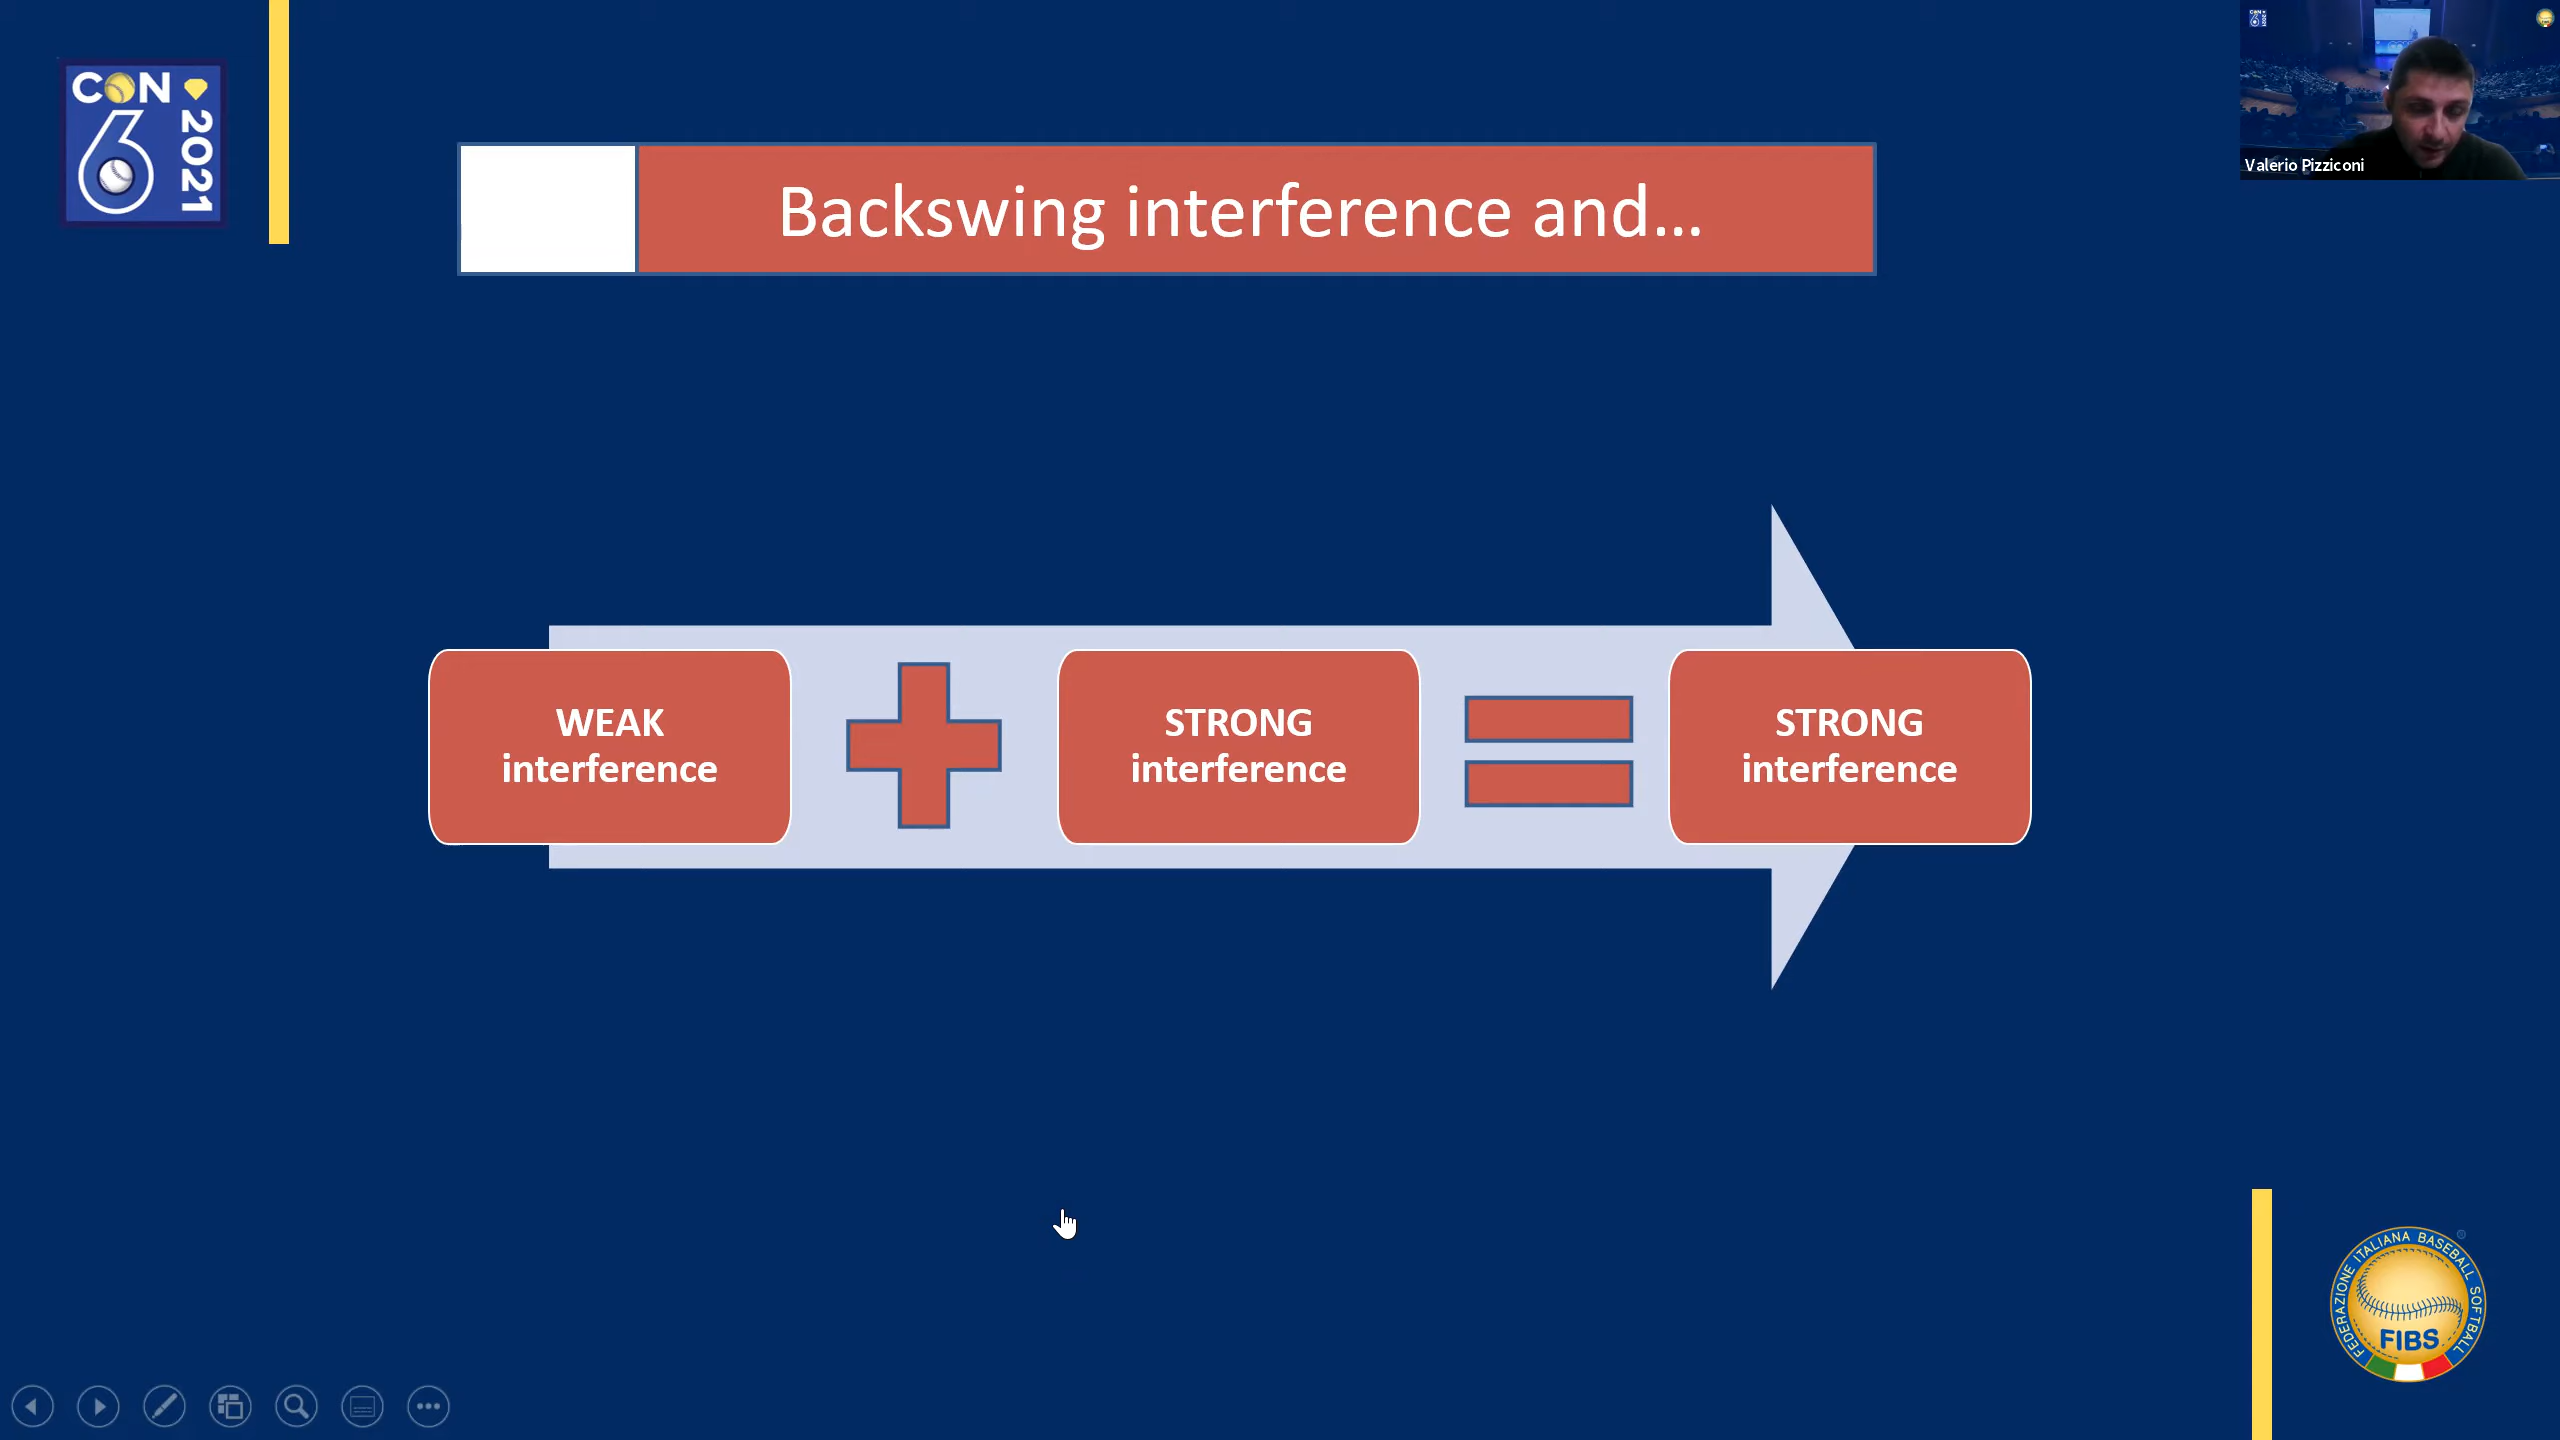 CON
6
2021
Valerio Pizziconi
Backswing interference and...
WEAK
interference
STRONG
interference
STRONG
interference
FEDERAZIONE ITALIANA BASEBALL SOFTBALL
FIBS